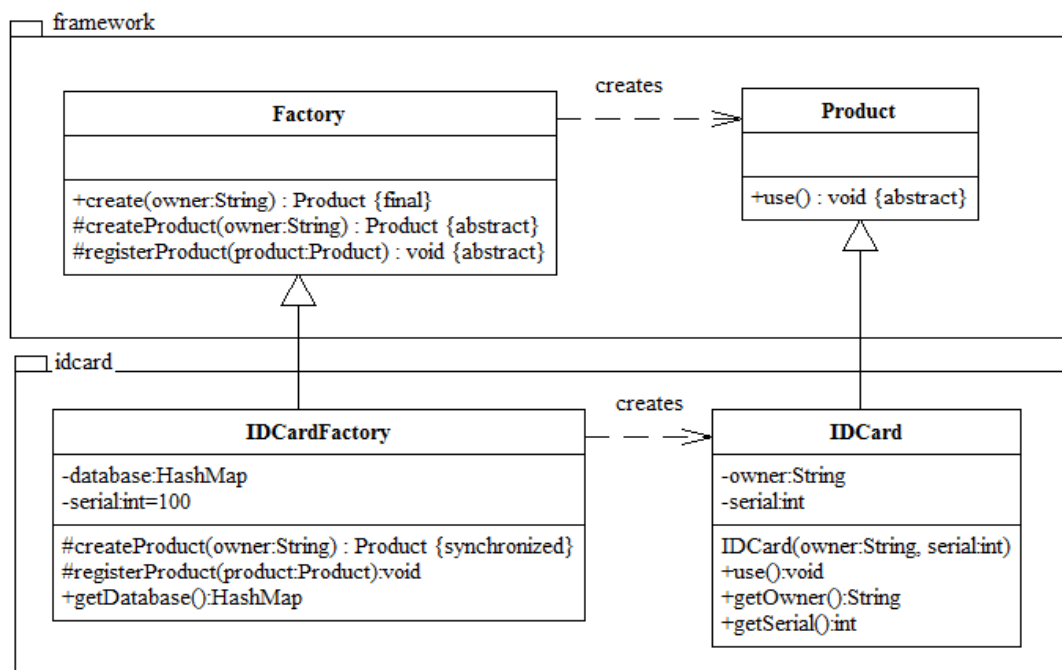 framework
creates
Factory
+create(owner:String) : Product {final}
#createProduct(owner:String) : Product {abstract}
#registerProduct(product:Product) : void {abstract}
Product
+use() : void {abstract}
idcard
creates
IDCardFactory
-database:HashMap
-serial:int=100
#createProduct(owner:String) : Product {synchronized}
#registerProduct(product:Product):void
+getDatabase():HashMap
IDCard
-owner:String
-serial:int
IDCard(owner:String, serial:int)
+use():void
+getOwner():String
+getSerial():int